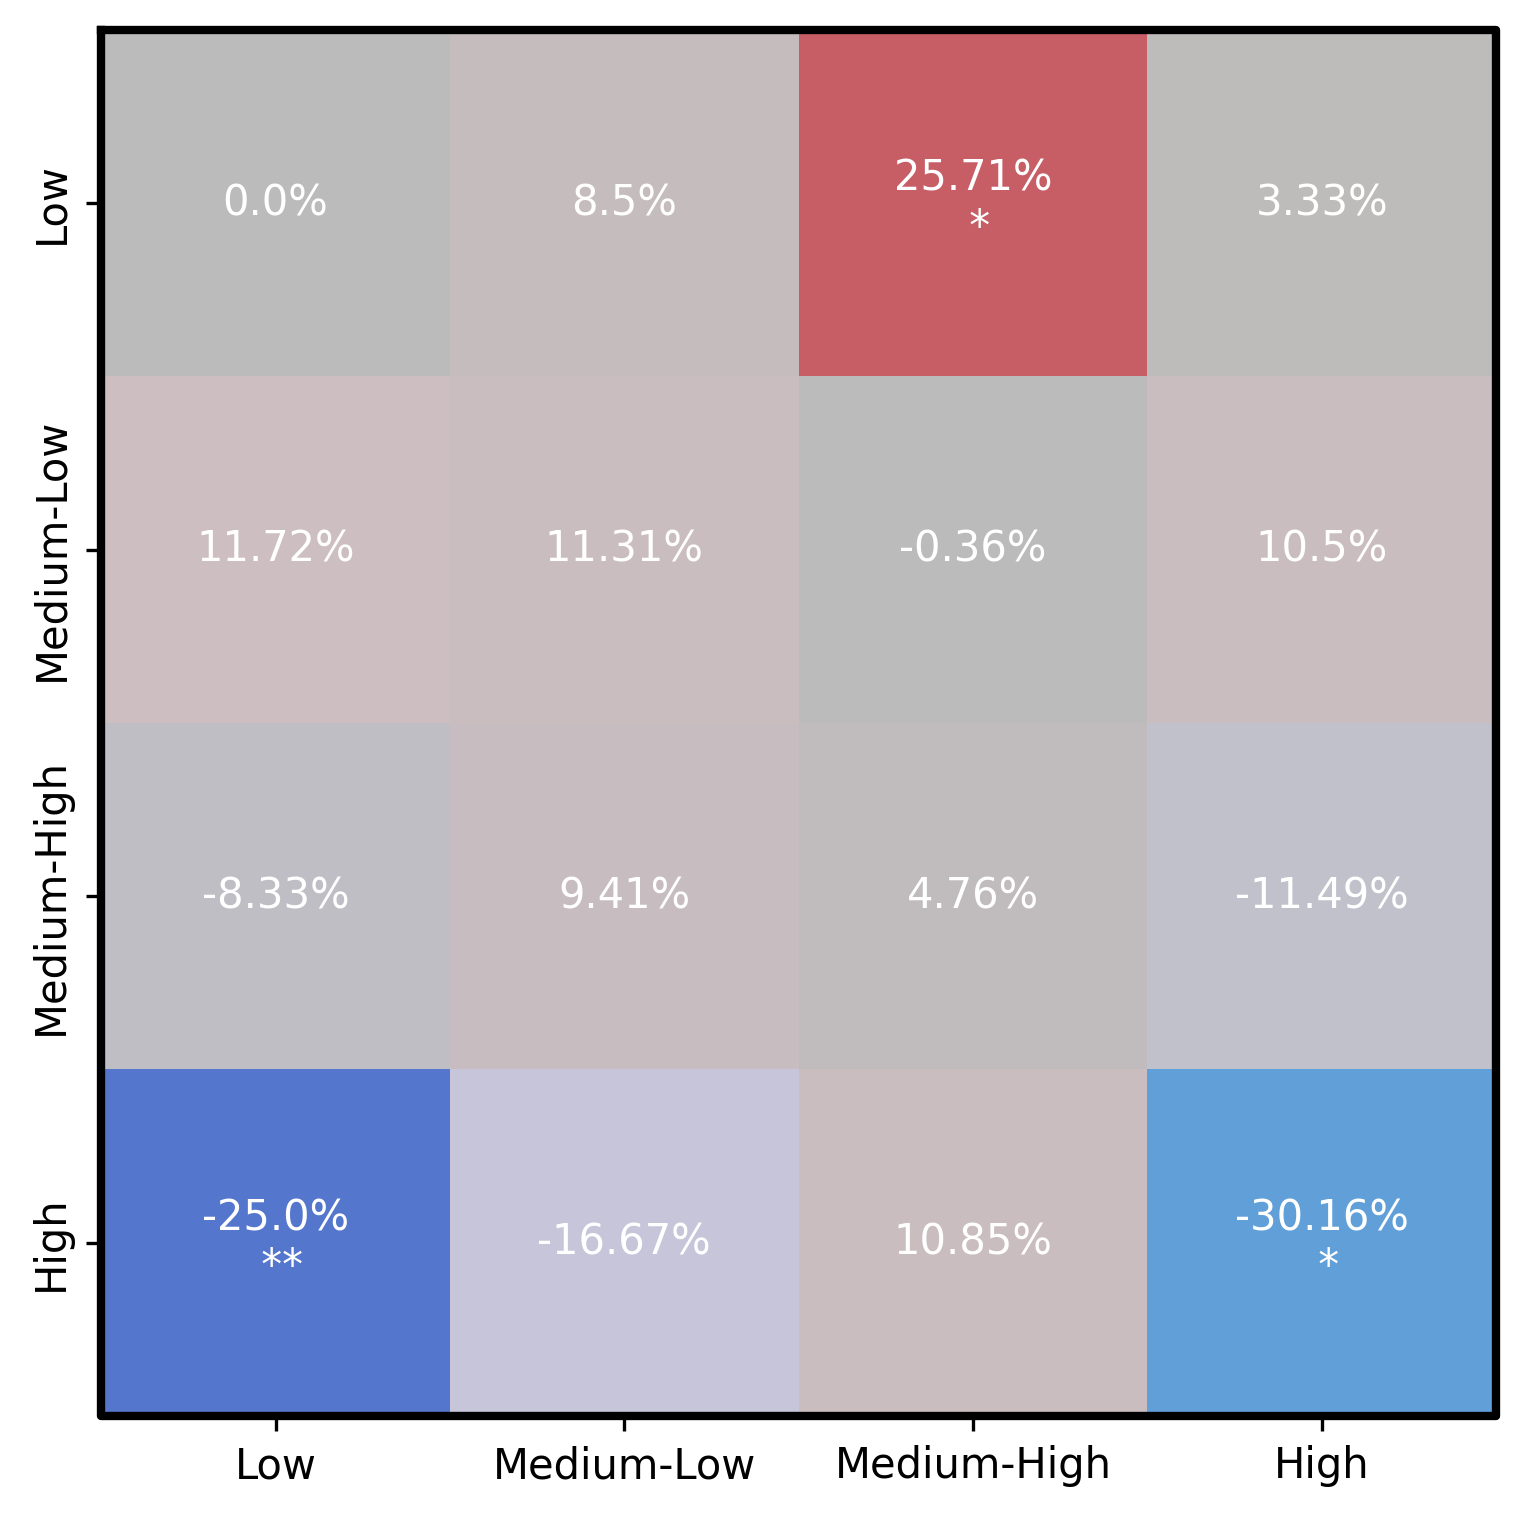 Low
0.0%
8.5%
25.71%
*
3.33%
Medium-Low
11.72%
11.31%
-0.36%
10.5%
Medium-High
-8.33%
9.41%
4.76%
-11.49%
High
-25.0%
**
-16.67%
10.85%
-30.16%
*
Low
Medium-Low
Medium-High
High